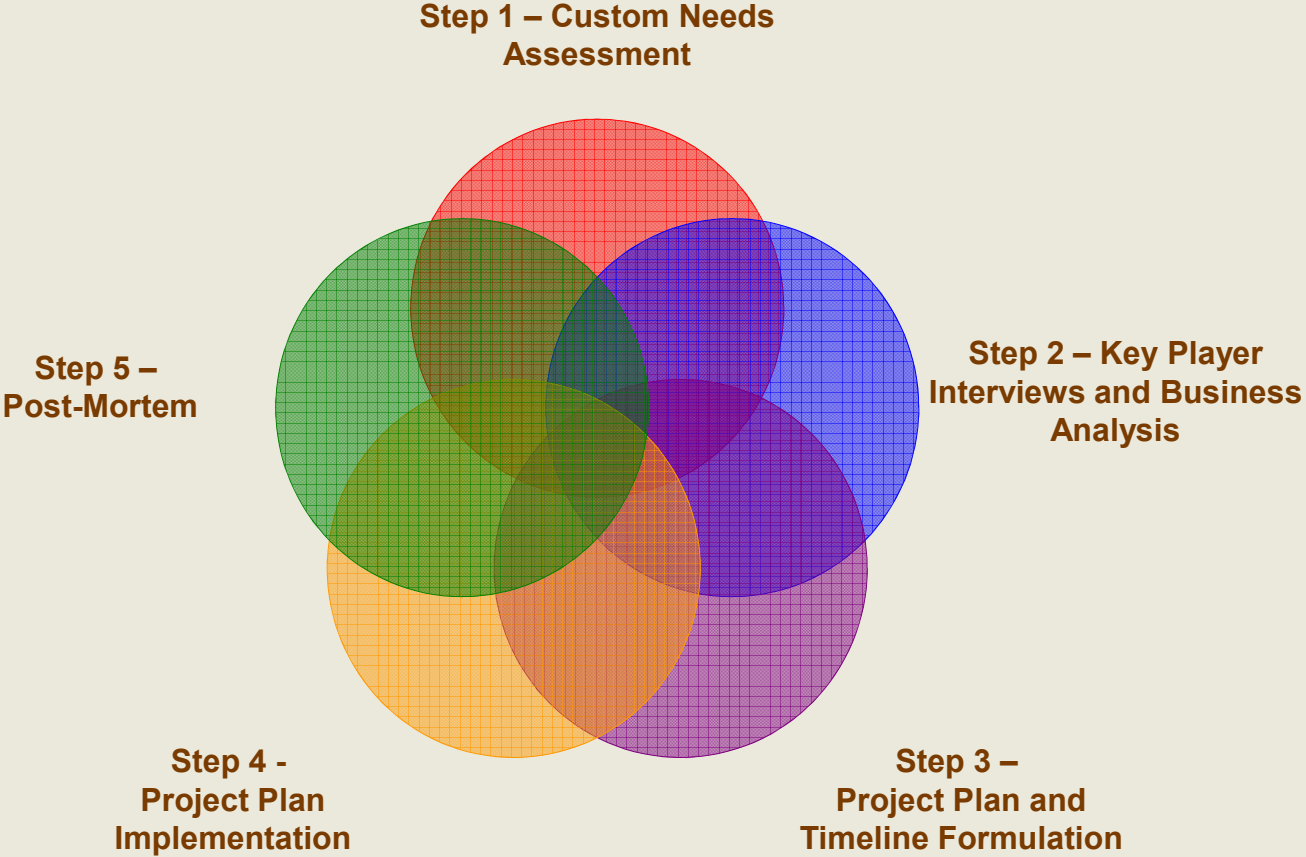 Step 1 – Custom Needs
Assessment
Step 2 – Key Player
Interviews and Business
Analysis
Step 3 –
Project Plan and
Timeline Formulation
Step 4 -
Project Plan
Implementation
Step 5 –
Post-Mortem